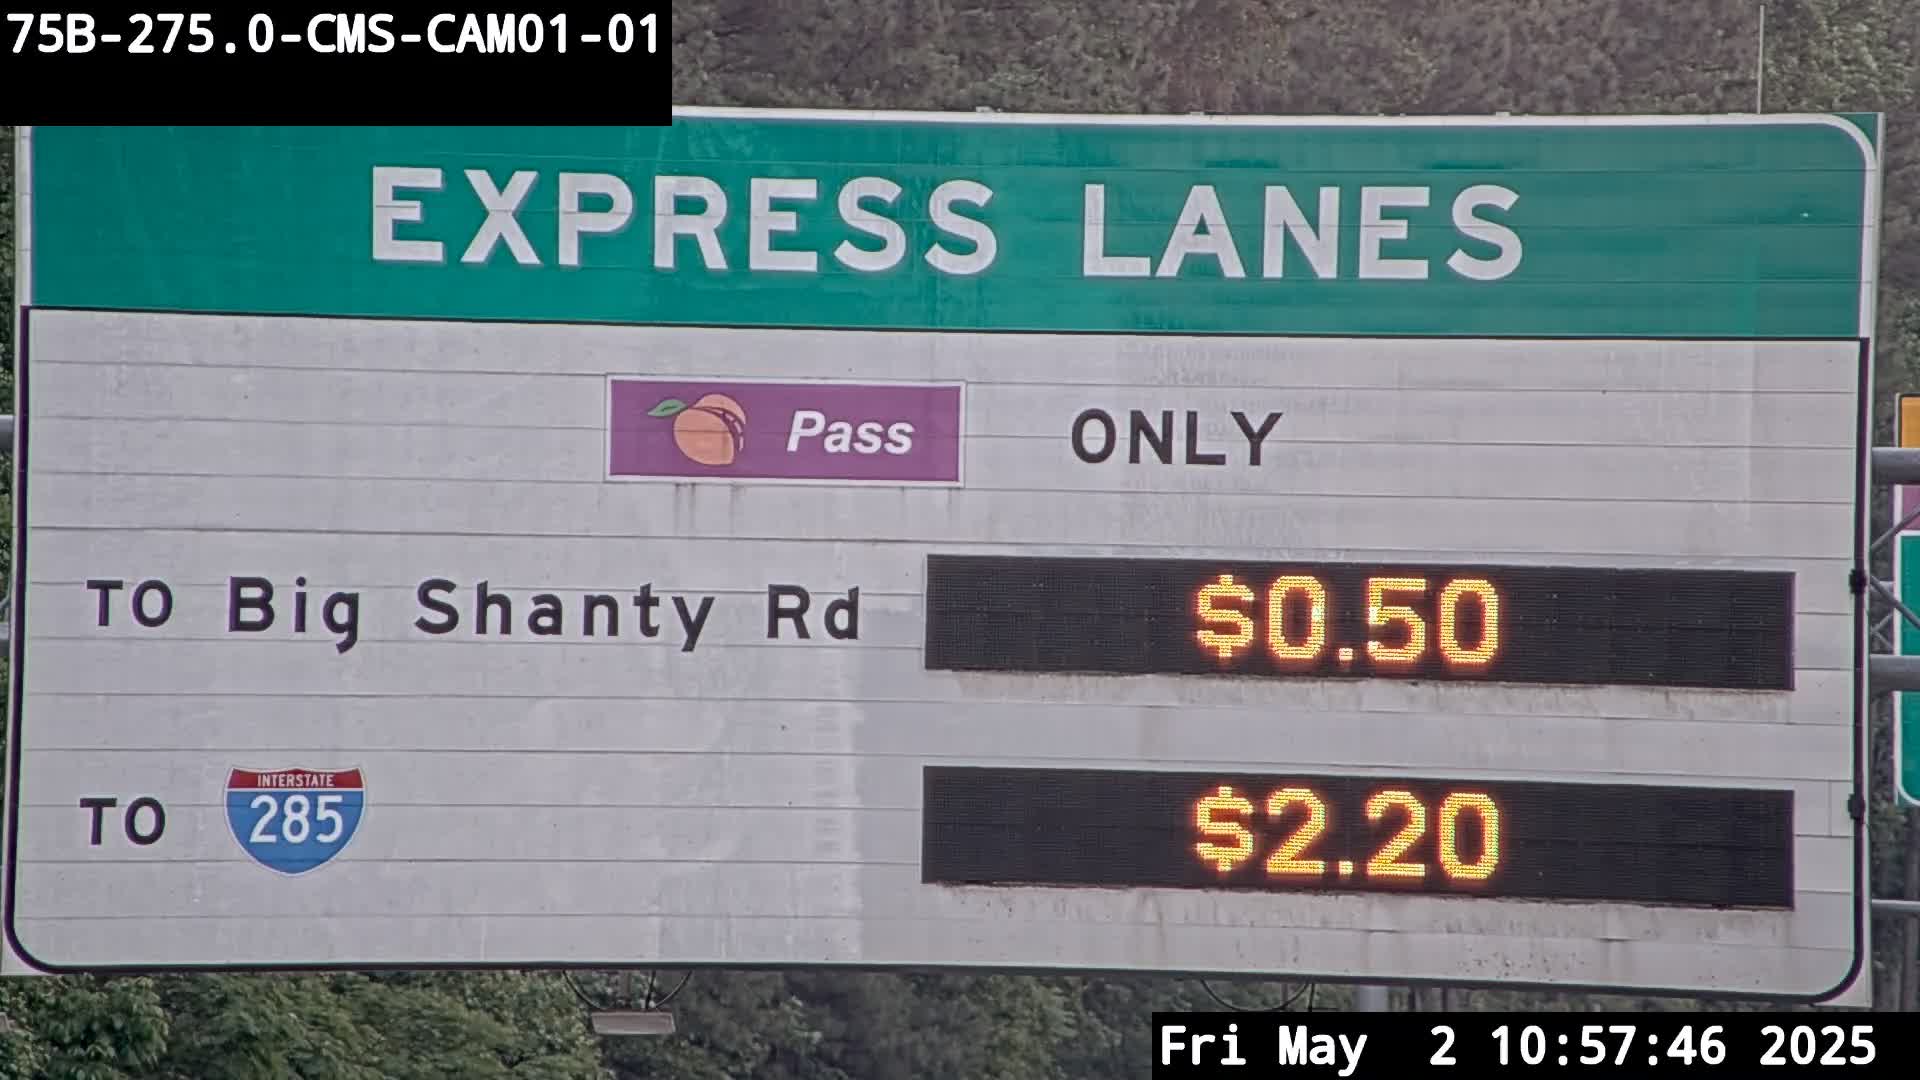 75B-275.0-CMS-CAM01-01
EXPRESS LANES
Pass ONLY
TO Big Shanty Rd $0.50
INTERSTATE
TO 285 $2.20
Fri May 2 10:57:46 2025